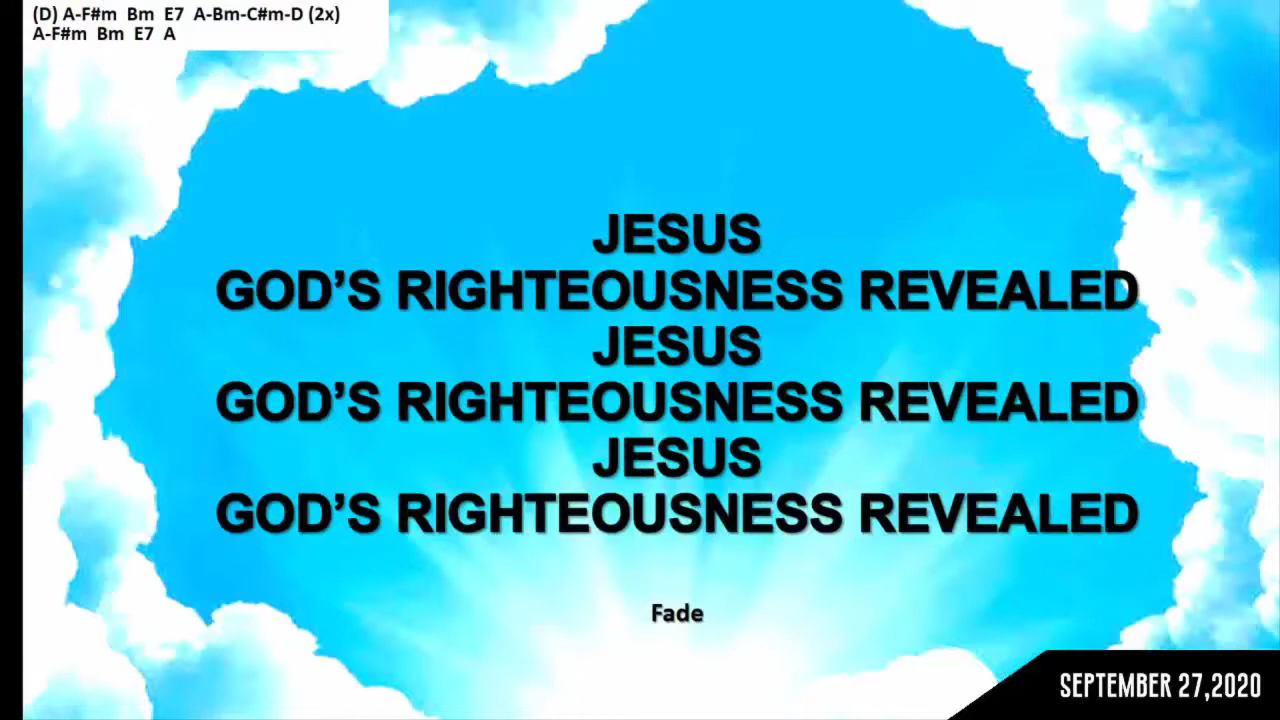 (D) A-F#m Bm E7 A-Bm-C#m-D (2x)
A-F#m Bm E7 A
JESUS
GOD’S RIGHTEOUSNESS REVEALED
JESUS
GOD’S RIGHTEOUSNESS REVEALED
JESUS
GOD’S RIGHTEOUSNESS REVEALED
Fade
SEPTEMBER 27,2020